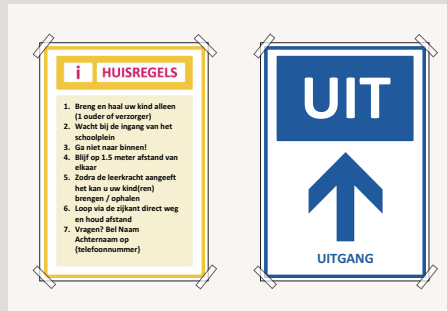 i HUISREGELS
1. Breng en haal uw kind alleen
(1 ouder of verzorger)
2. Wacht bij de ingang van het
schoolplein
3. Ga niet naar binnen!
4. Blijf op 1.5 meter afstand van
elkaar
5. Zodra de leerkracht aangeeft
het kan u uw kind(ren)
brengen / ophalen
6. Loop via de zijkant direct weg
en houd afstand
7. Vragen? Bel Naam
Achternaam op
{telefoonnummer}
UIT
UITGANG